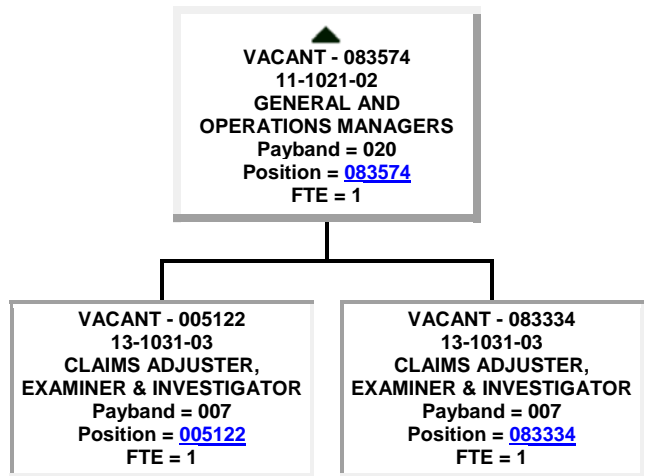 VACANT - 083574
11-1021-02
GENERAL AND
OPERATIONS MANAGERS
Payband = 020
Position = 083574
FTE = 1
VACANT - 005122
13-1031-03
CLAIMS ADJUSTER,
EXAMINER & INVESTIGATOR
Payband = 007
Position = 005122
FTE = 1
VACANT - 083334
13-1031-03
CLAIMS ADJUSTER,
EXAMINER & INVESTIGATOR
Payband = 007
Position = 083334
FTE = 1